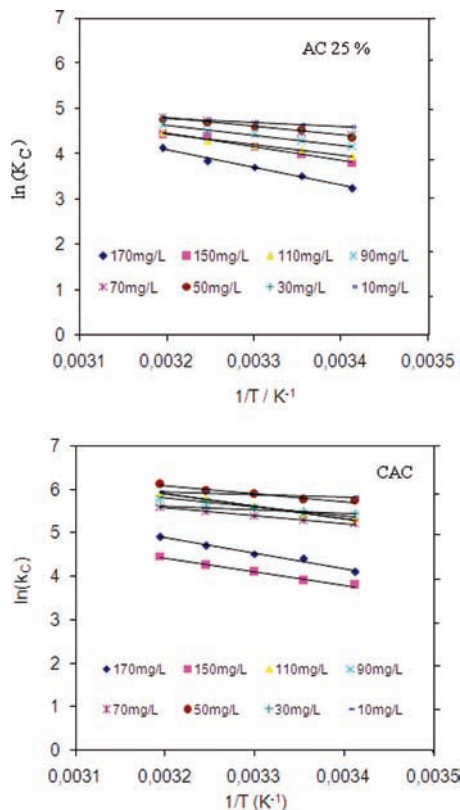 AC 25 %
ln(K_C)
7
6
5
4
3
2
1
0
170mg/L 150mg/L 110mg/L 90mg/L
70mg/L 50mg/L 30mg/L 10mg/L
0,0031 0,0032 0,0033 0,0034 0,0035
1/T / K⁻¹
CAC
ln(k_C)
7
6
5
4
3
2
1
0
170mg/L 150mg/L 110mg/L 90mg/L
70mg/L 50mg/L 30mg/L 10mg/L
0,0031 0,0032 0,0033 0,0034 0,0035
1/T (K⁻¹)